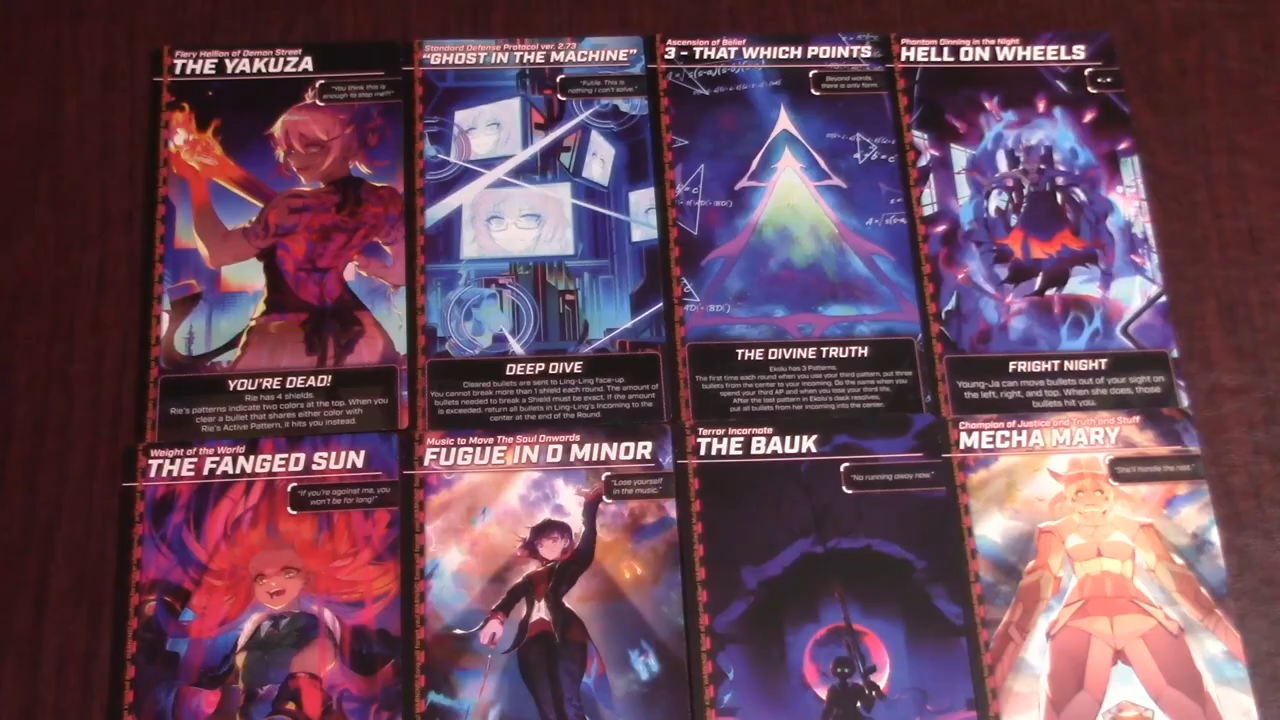 Fiery Hellion of Demon Street
THE YAKUZA
"You think this is
enough to stop me?!"
YOU'RE DEAD!
Rie has 4 shields.
Rie's patterns indicate two colors at the top. When you
clear a bullet that shares either color with
Rie's Active Pattern, it hits you instead.
Standard Defense Protocol ver. 2.73
"GHOST IN THE MACHINE"
"Futile. This is
nothing I can't solve."
DEEP DIVE
Cleared bullets are sent to Ling-Ling face-up.
You cannot break more than 1 shield each round. The amount of
bullets needed to break a Shield must be exact. If the amount
is exceeded, return all bullets in Ling-Ling's Incoming to the
center at the end of the Round.
Ascension of Belief
3 - THAT WHICH POINTS
Beyond words,
there is only form.
THE DIVINE TRUTH
Ekolu has 3 Patterns.
The first time each round when you use your third pattern, put three
bullets from the center to your incoming. Do the same when you
spend your third AP and when you lose your third life.
After the last pattern in Ekolu's deck resolves,
put all bullets from her incoming into the center.
Phantom Ginning in the Night
HELL ON WHEELS
FRIGHT NIGHT
Young-Ja can move bullets out of your sight on
the left, right, and top. When she does, those
bullets hit you.
Weight of the World
THE FANGED SUN
"If you're against me, you
won't be for long!"
Music to Move The Soul Onwards
FUGUE IN D MINOR
"Lose yourself
in the music."
Terror Incarnate
THE BAUK
"No running away now."
Champion of Justice and Truth and Stuff
MECHA MARY
"She'll handle the rest."